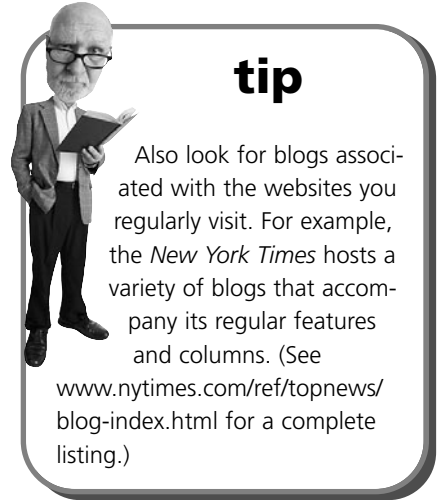 tip
Also look for blogs associ-
ated with the websites you
regularly visit. For example,
the New York Times hosts a
variety of blogs that accom-
pany its regular features
and columns. (See
www.nytimes.com/ref/topnews/
blog-index.html for a complete
listing.)